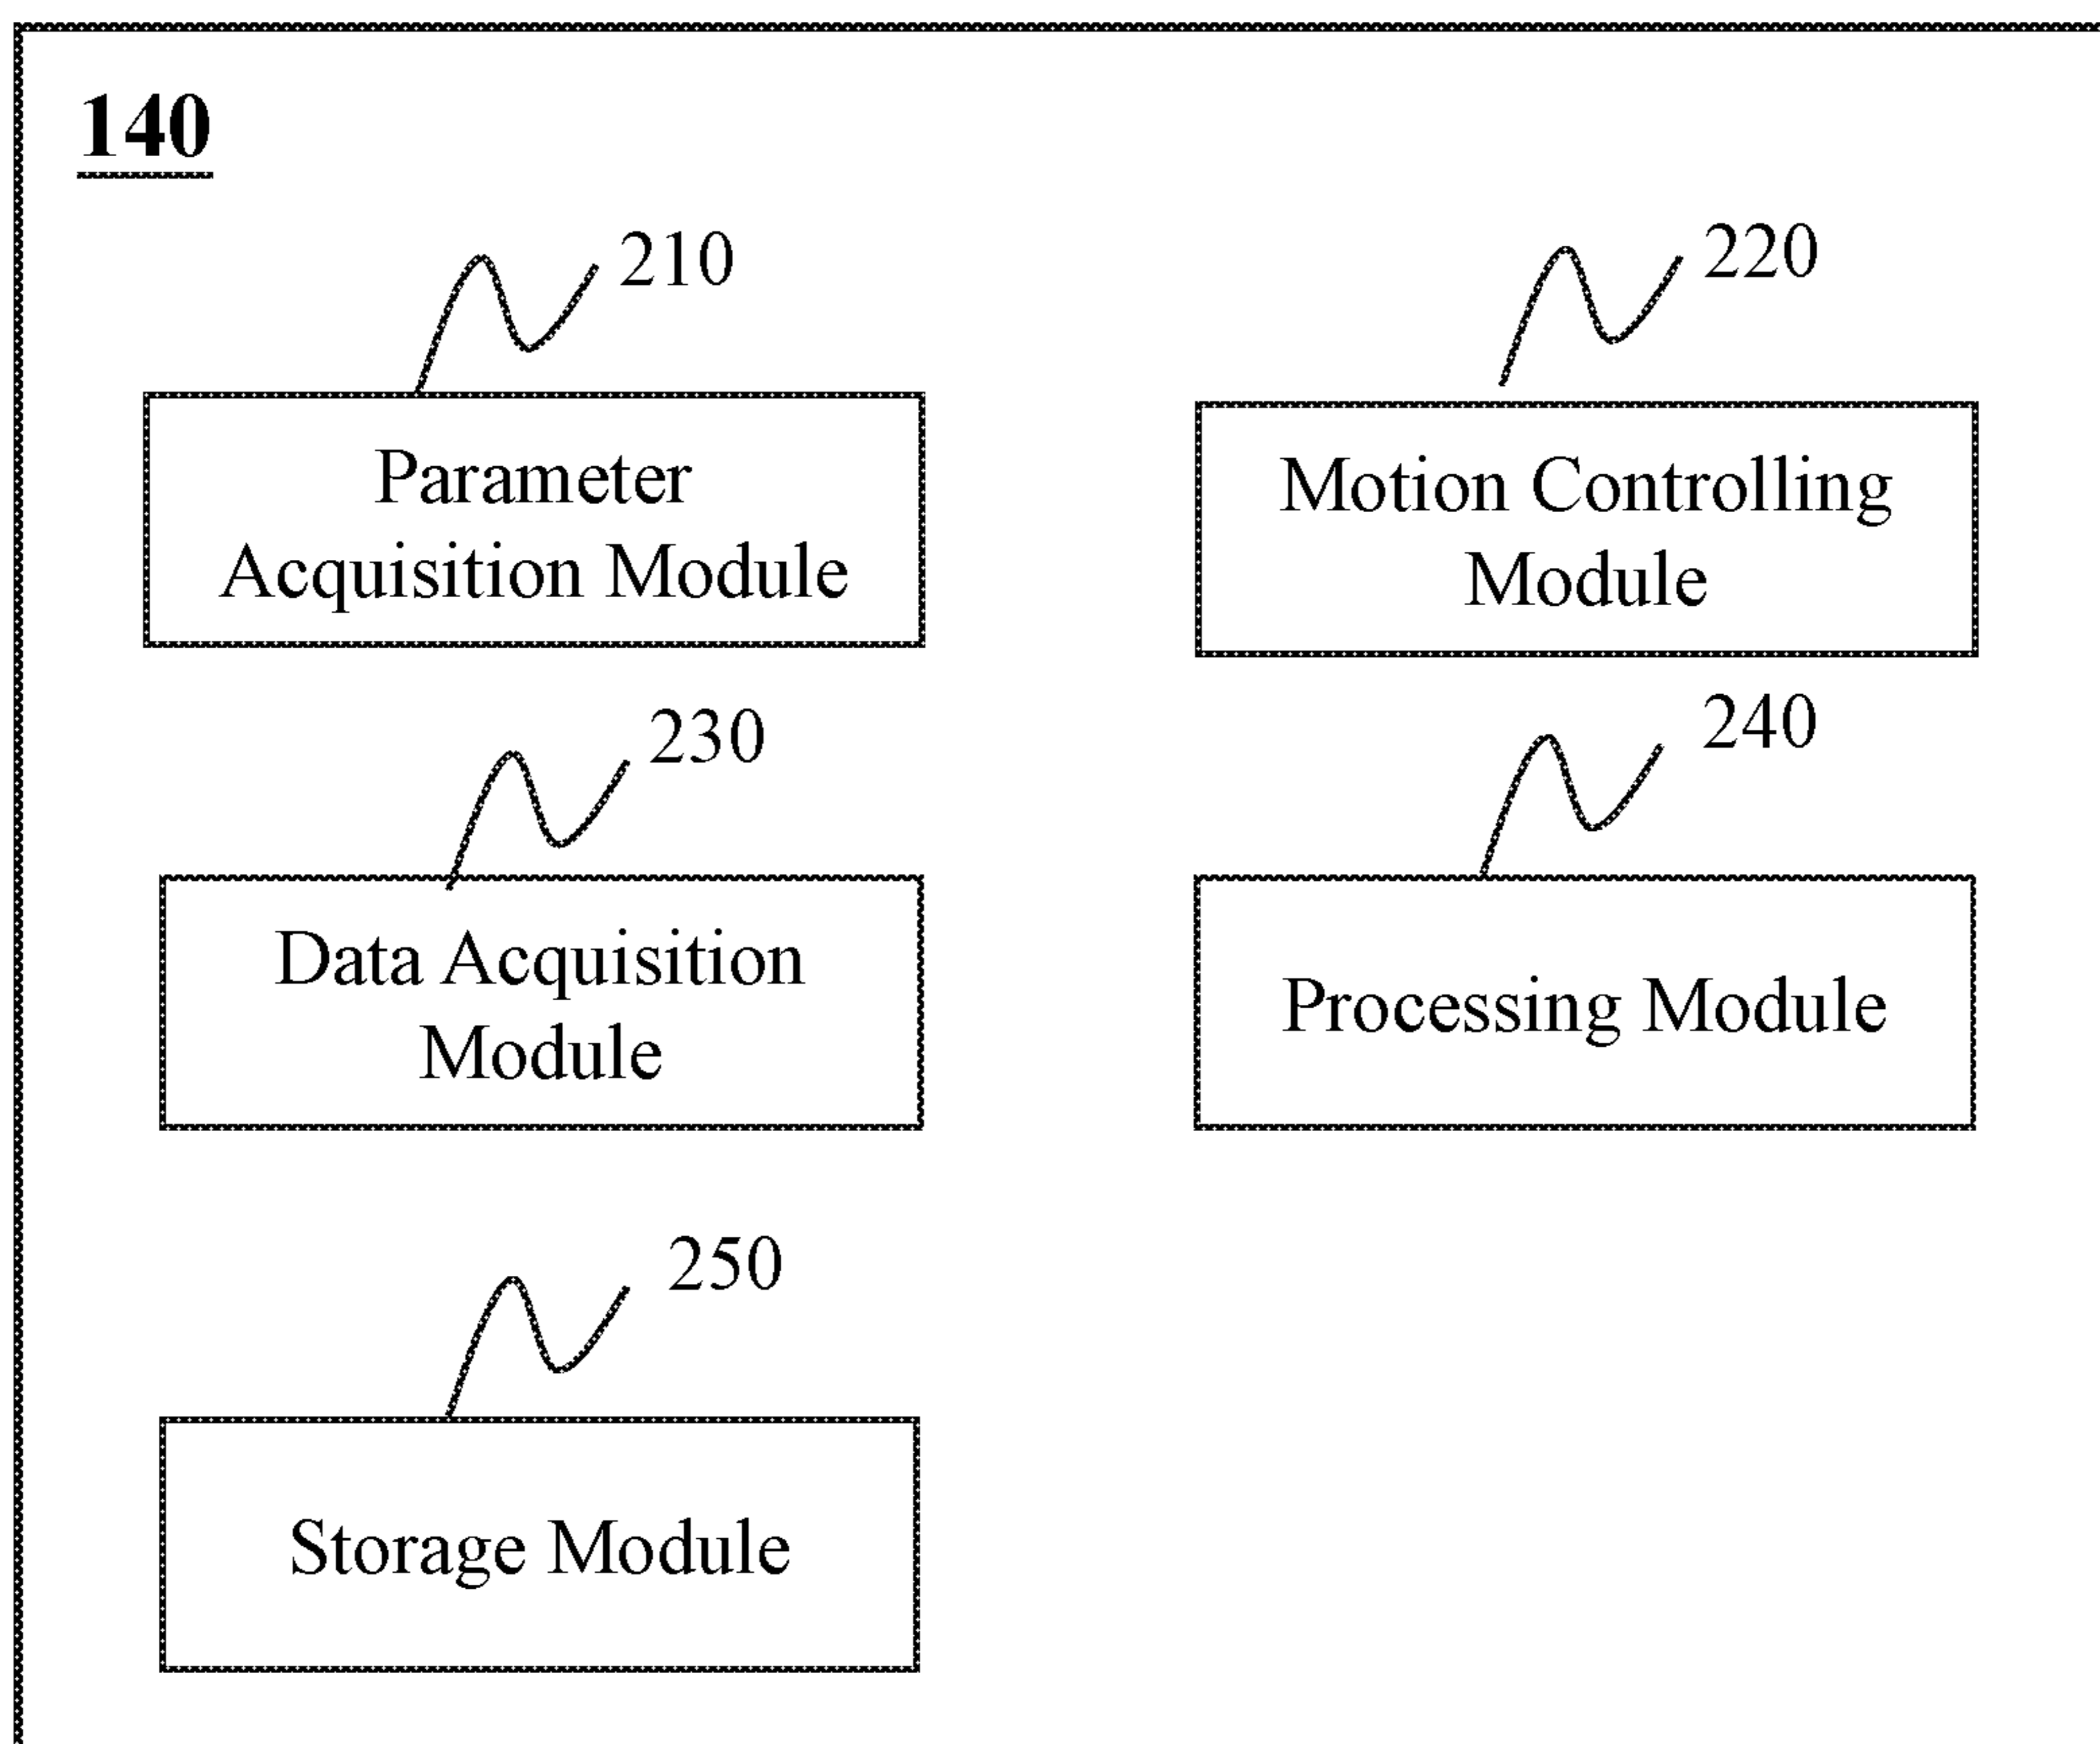 140
210
220
Parameter
Acquisition Module
Motion Controlling
Module
230
240
Data Acquisition
Module
Processing Module
250
Storage Module